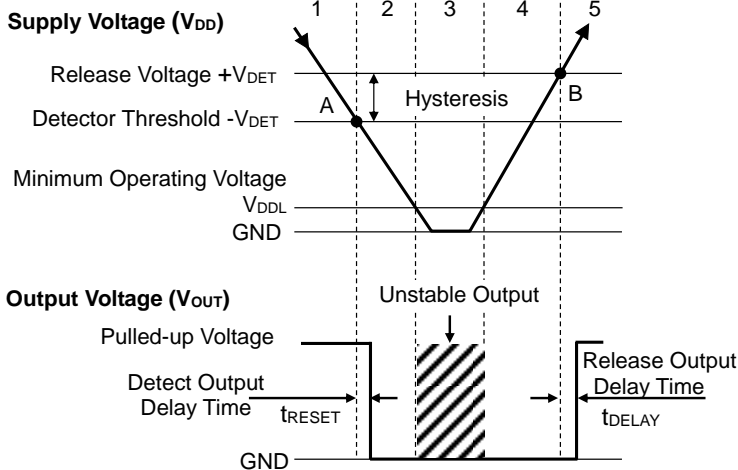 1 2 3 4 5
Supply Voltage (VDD)
Release Voltage +VDET
A
Hysteresis
B
Detector Threshold -VDET
Minimum Operating Voltage
VDDL
GND
Output Voltage (VOUT)
Unstable Output
Pulled-up Voltage
Detect Output
Delay Time
tRESET
Release Output
Delay Time
tDELAY
GND